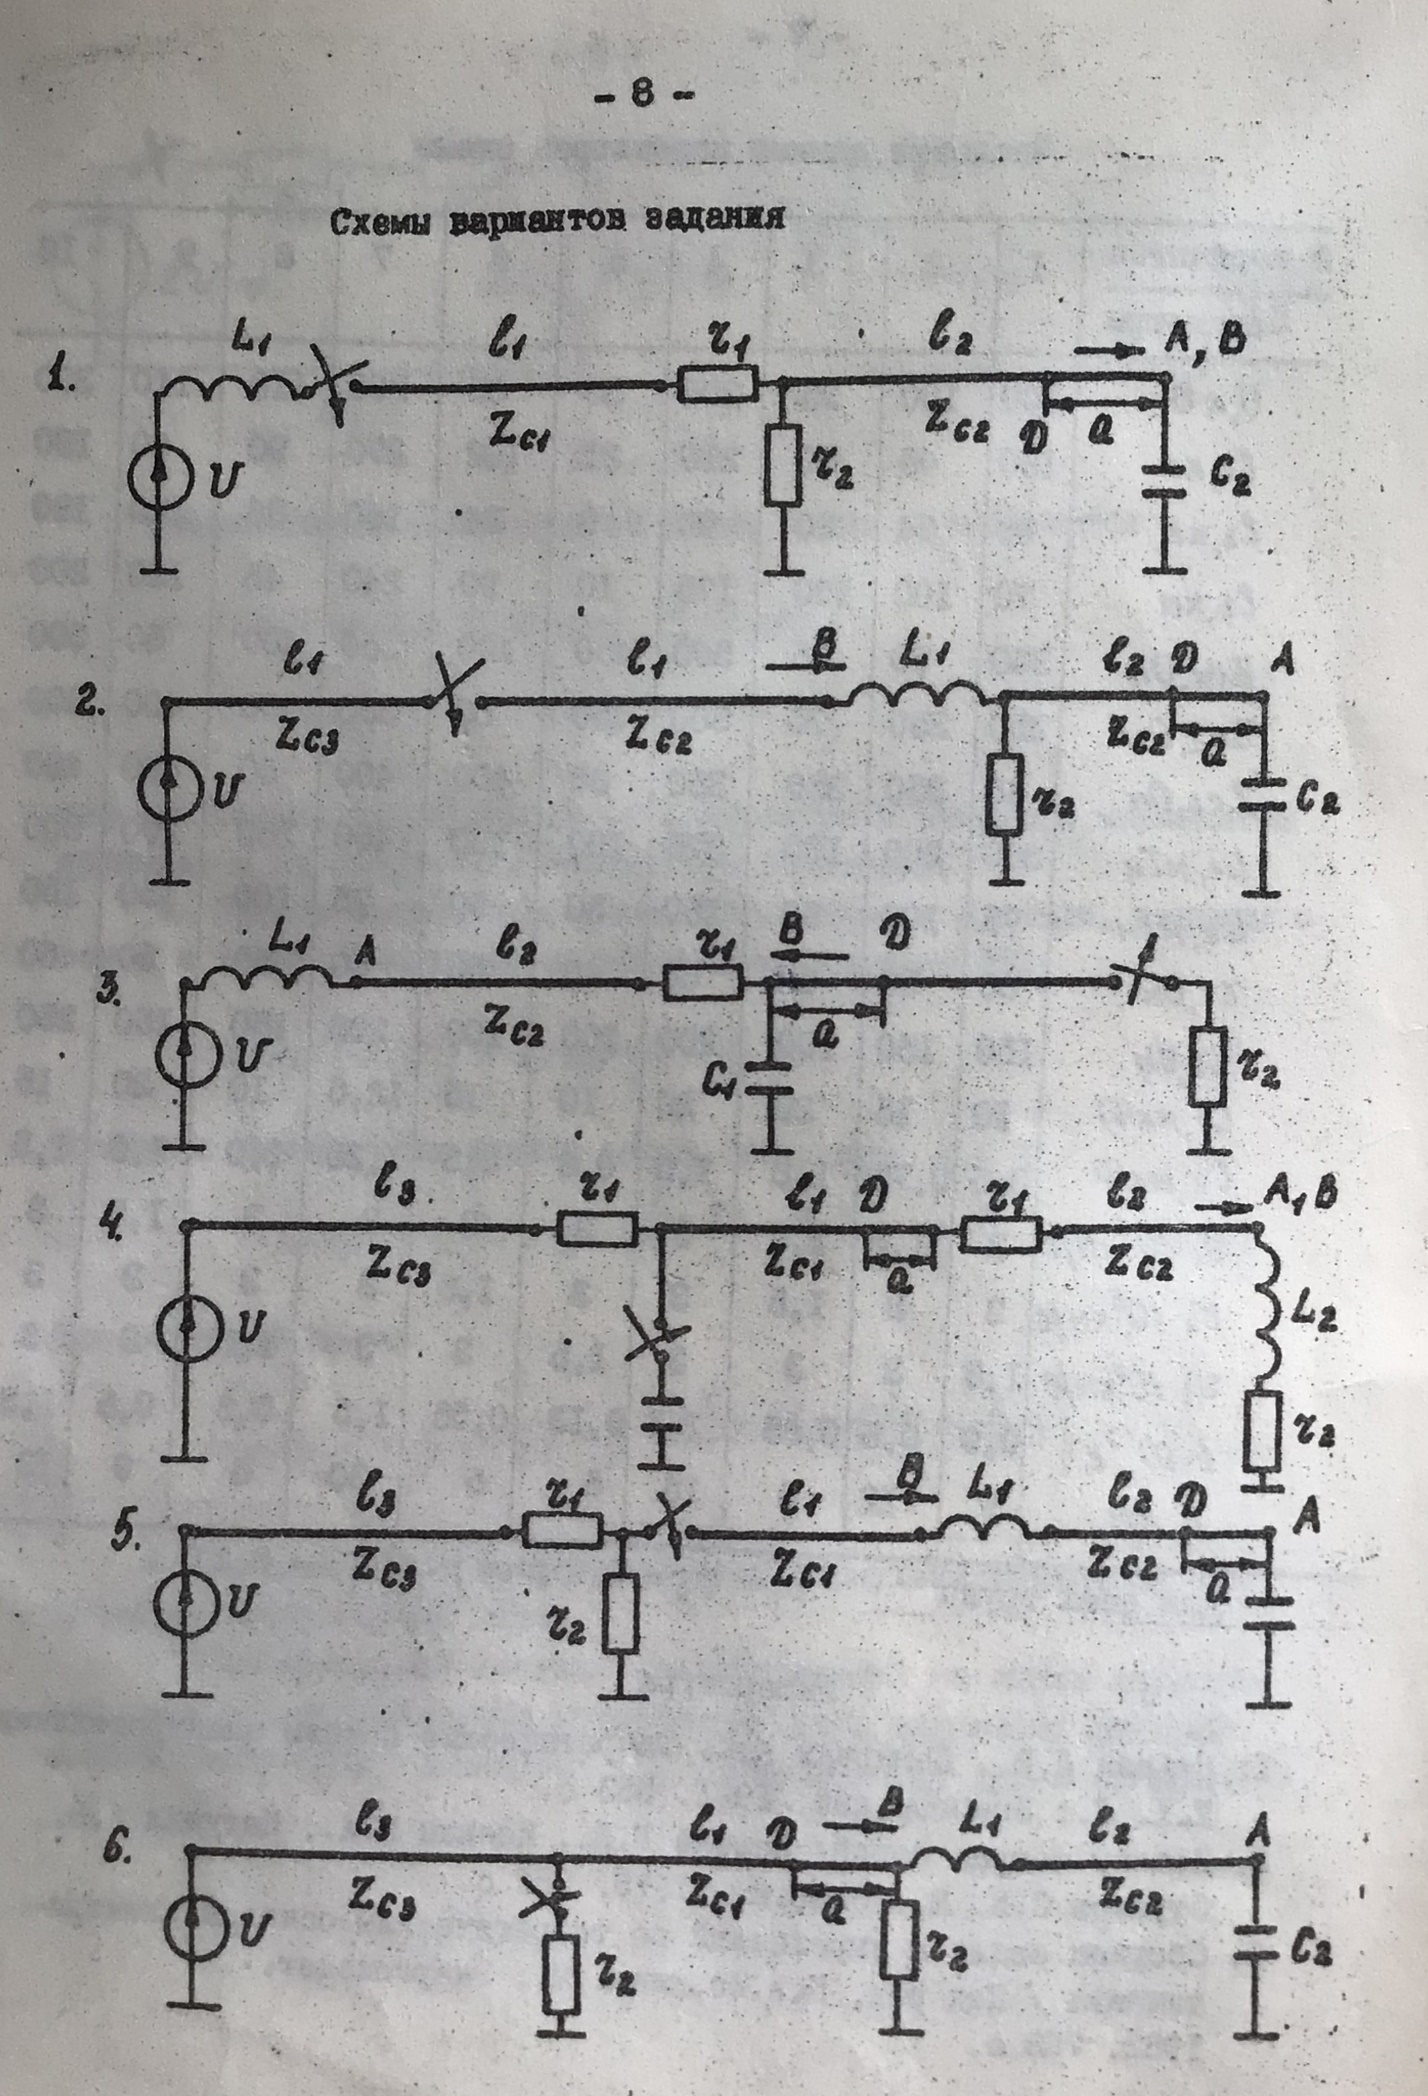 - 8 -
Схемы вариантов задания
1.
L1 l1 r1 l2 A, B
Zc1 Zc2 D a
U r2 C2
2.
l1 l1 B L1 l2 D A
Zc3 Zc2 Zc2 a
U r2 C2
3.
L1 A l2 r1 B D
Zc2 a
U C1 r2
4.
l3 r1 l1 D r1 l2 A, B
Zc3 Zc1 a Zc2
U L2
r2
5.
l3 r1 l1 B L1 l2 D A
Zc3 Zc1 Zc2 a
U r2
6.
l3 l1 D B L1 l2 A
Zc3 Zc1 a Zc2
U r2 r2 C2